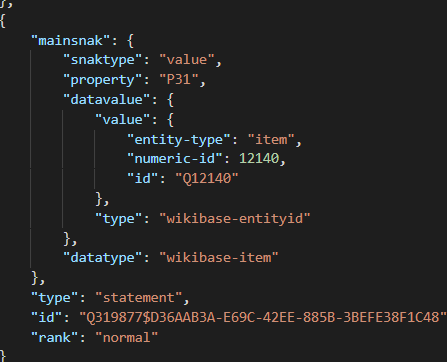 },
{
"mainsnak": {
"snaktype": "value",
"property": "P31",
"datavalue": {
"value": {
"entity-type": "item",
"numeric-id": 12140,
"id": "Q12140"
},
"type": "wikibase-entityid"
},
"datatype": "wikibase-item"
},
"type": "statement",
"id": "Q319877$D36AAB3A-E69C-42EE-885B-3BEFE38F1C48"
"rank": "normal"
}